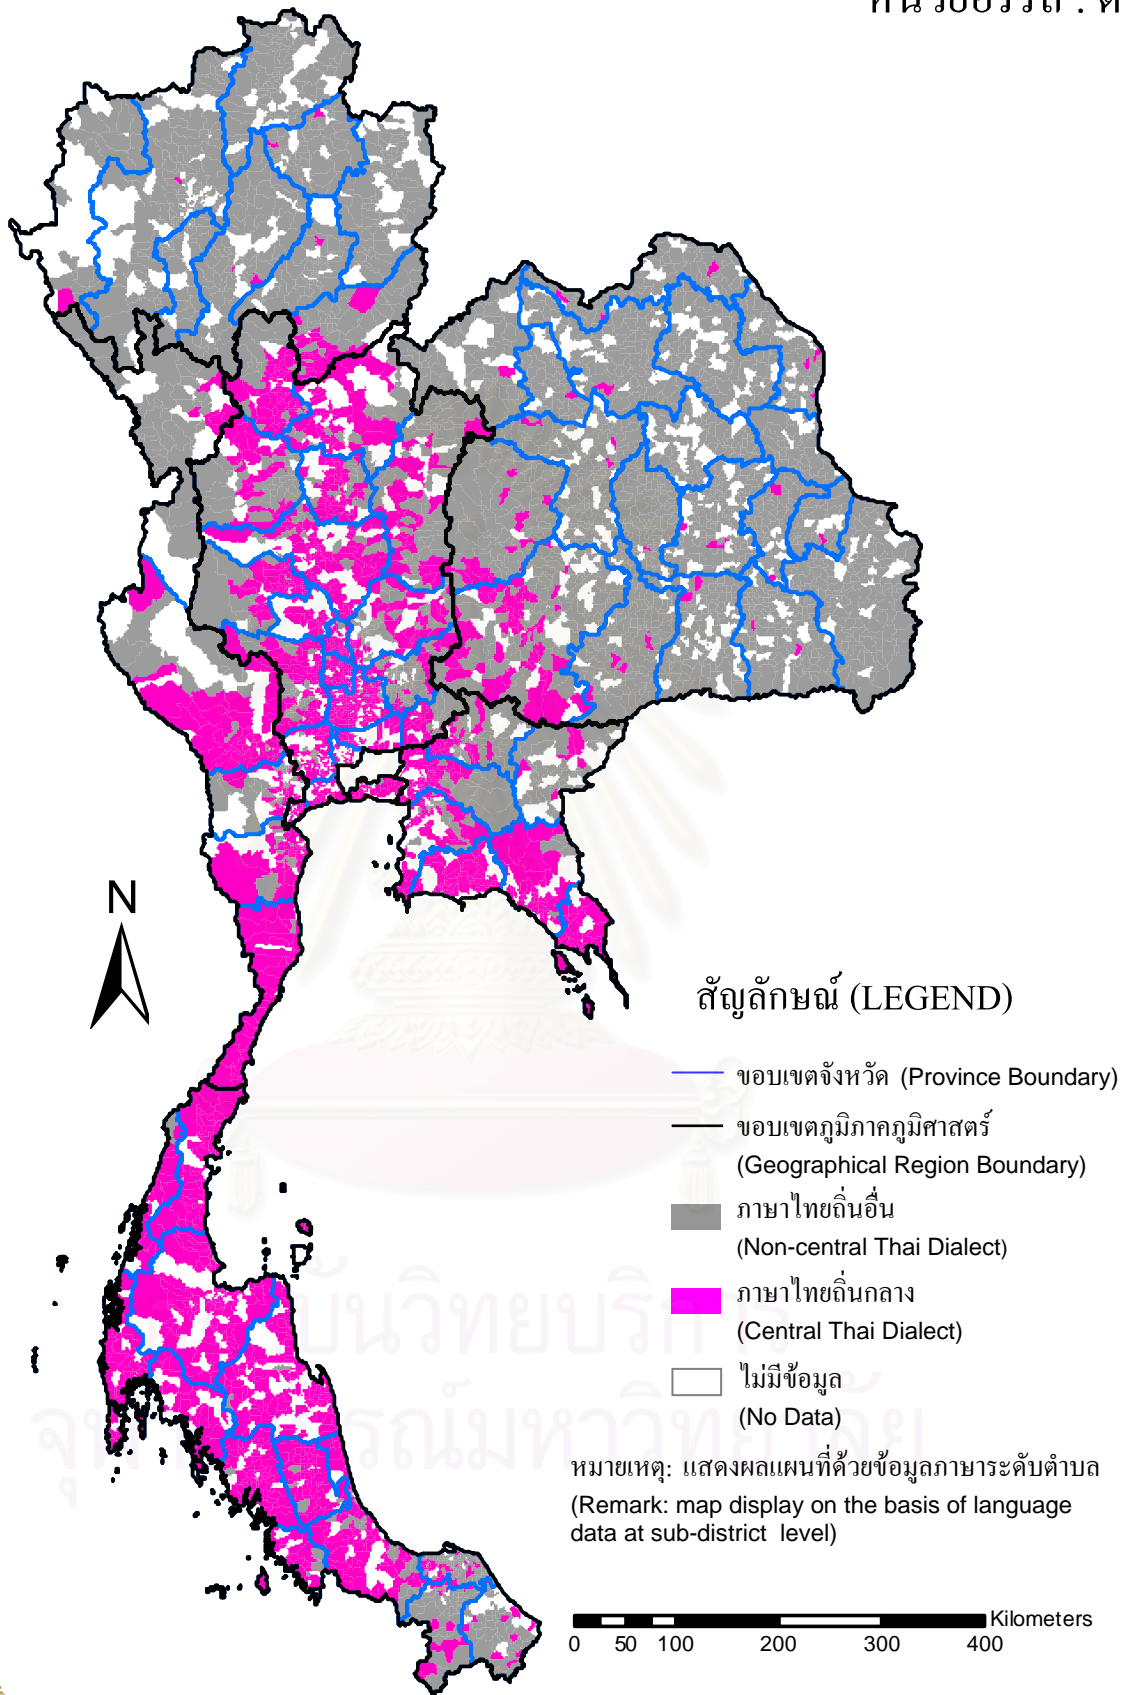 N
สัญลักษณ์ (LEGEND)
ขอบเขตจังหวัด (Province Boundary)
ขอบเขตภูมิภาคภูมิศาสตร์
(Geographical Region Boundary)
ภาษาไทยถิ่นอื่น
(Non-central Thai Dialect)
ภาษาไทยถิ่นกลาง
(Central Thai Dialect)
ไม่มีข้อมูล
(No Data)
หมายเหตุ: แสดงผลแผนที่ด้วยข้อมูลภาษาระดับตำบล
(Remark: map display on the basis of language
data at sub-district level)
Kilometers
0 50 100 200 300 400